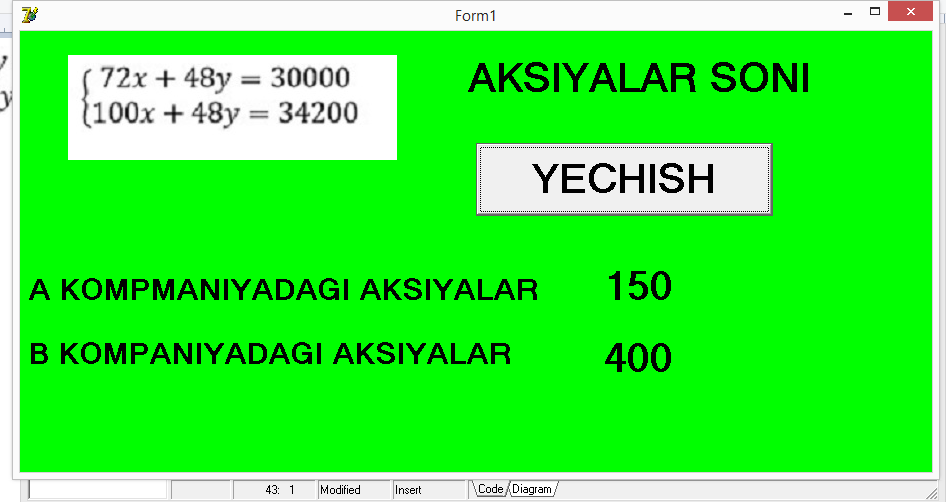 Form1
72x + 48y = 30000
100x + 48y = 34200
AKSIYALAR SONI
YECHISH
A KOMPMANIYADAGI AKSIYALAR 150
B KOMPANIYADAGI AKSIYALAR 400
43: 1 Modified Insert Code Diagram